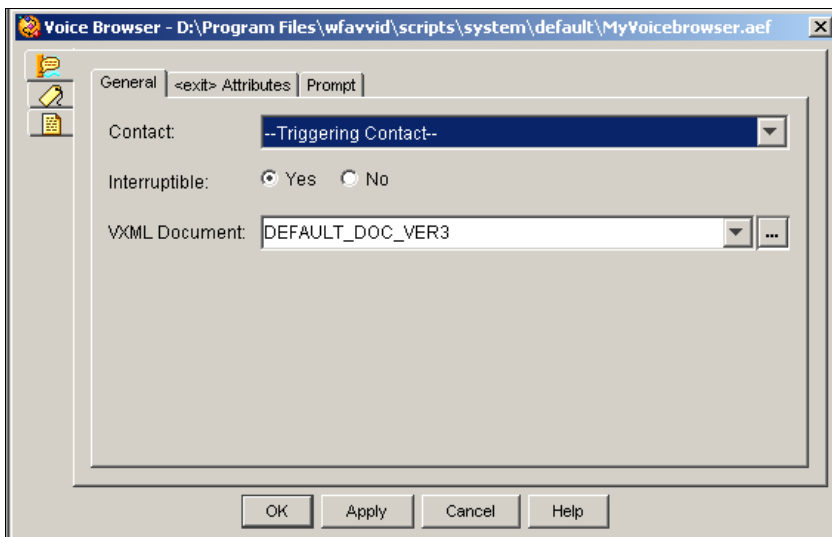 Voice Browser - D:\Program Files\wfavvid\scripts\system\default\MyVoicebrowser.aef
General <exit> Attributes Prompt
Contact: --Triggering Contact--
Interruptible: Yes No
VXML Document: DEFAULT_DOC_VER3 ...
OK Apply Cancel Help